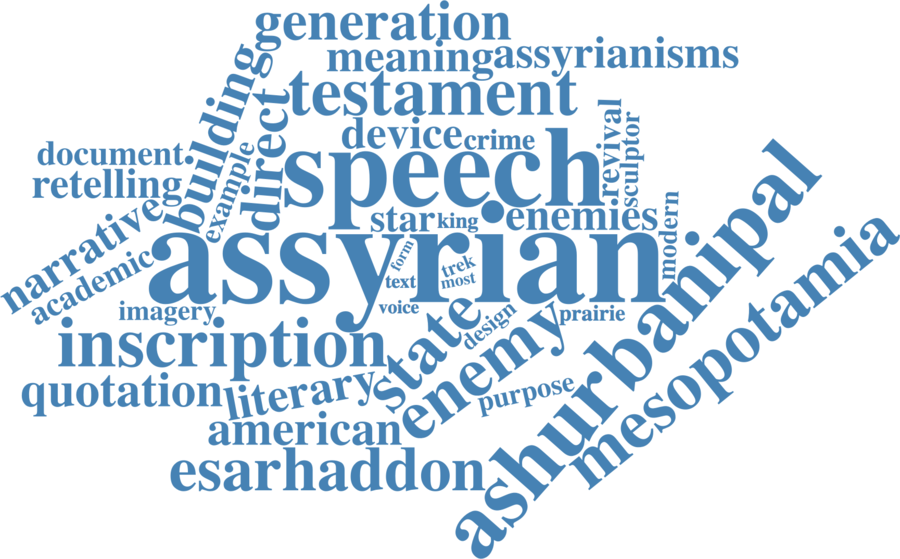 generation
meaning
assyrianisms
testament
building
direct
device
crime
revival
sculptor
document
speech
retelling
example
star
king
enemies
modern
narrative
academic
assyrian
form
text
trek
most
voice
imagery
design
prairie
ashurbanipal
mesopotamia
inscription
state
enemy
quotation
literary
purpose
american
esarhaddon